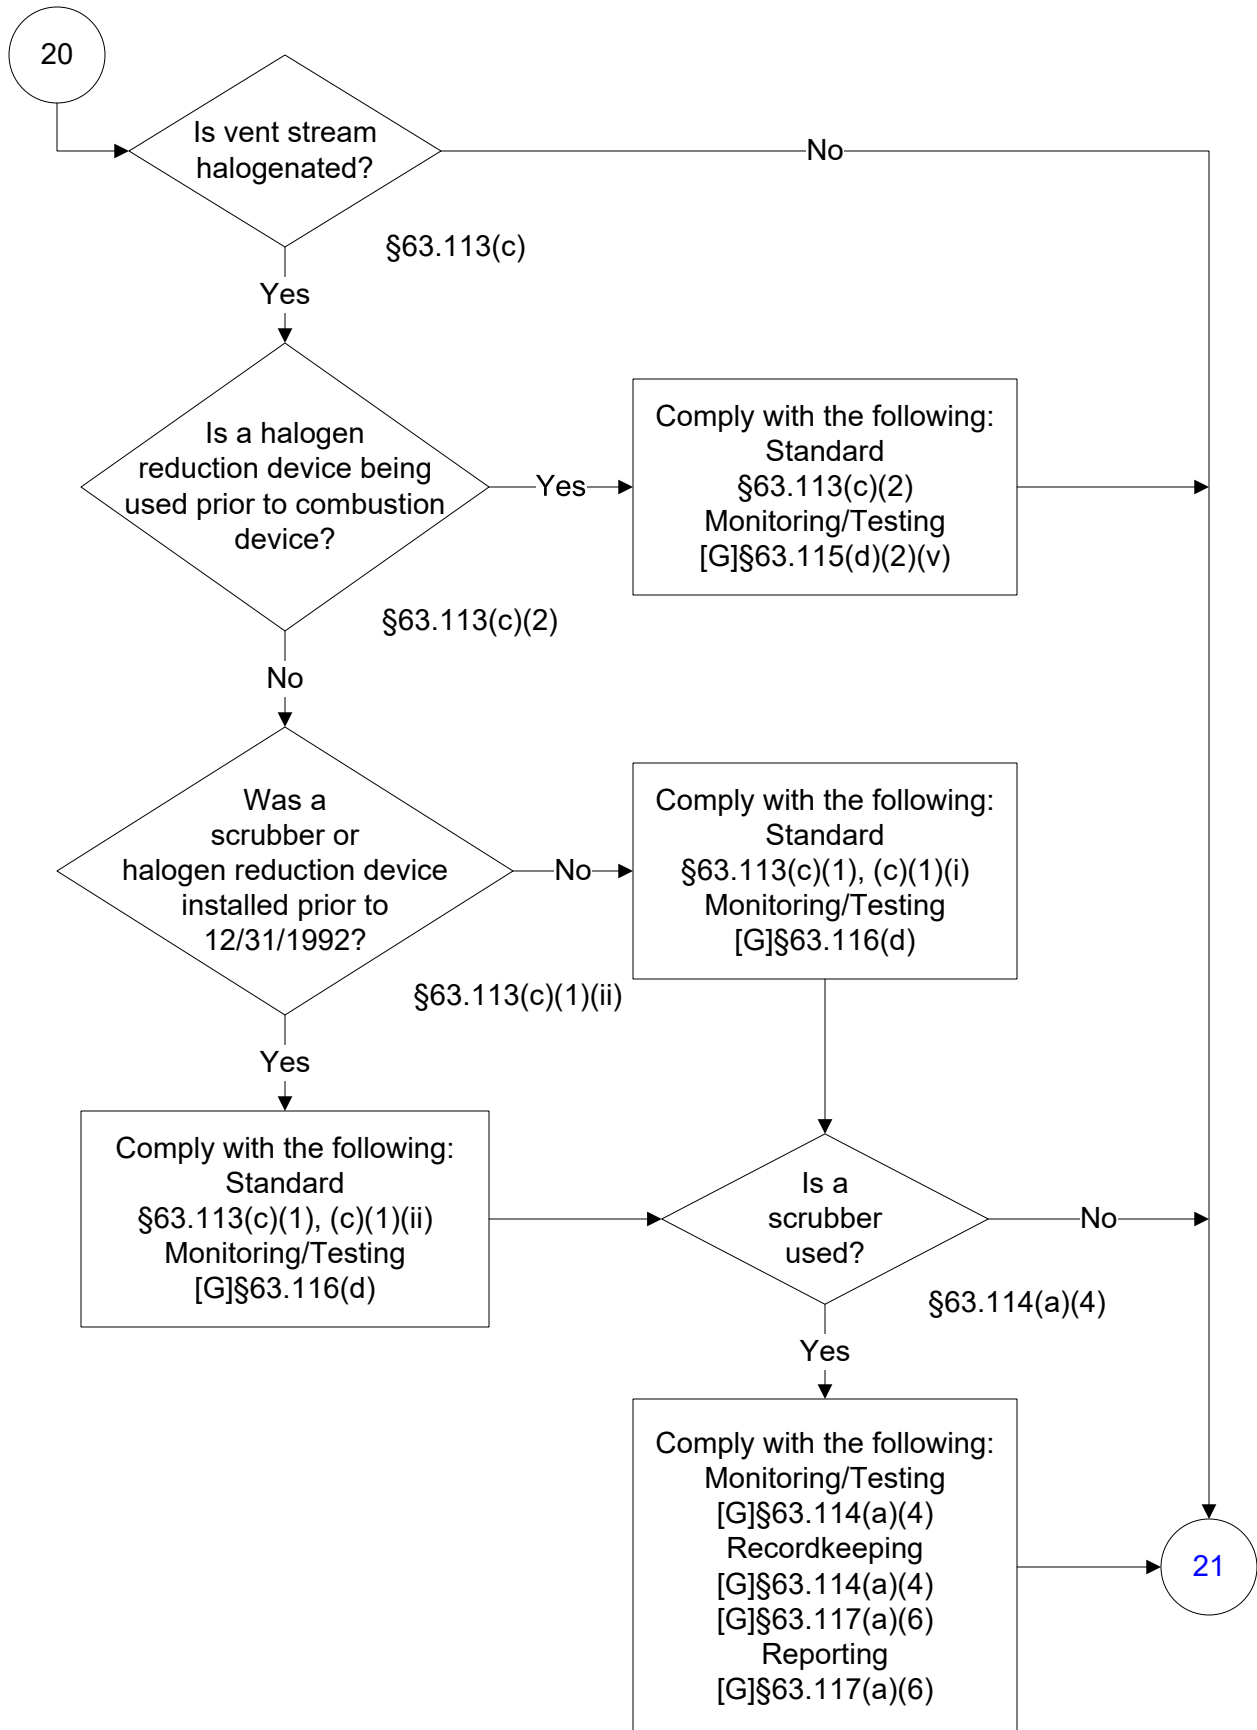 20
Is vent stream
halogenated?
No
§63.113(c)
Yes
Is a halogen
reduction device being
used prior to combustion
device?
Yes
Comply with the following:
Standard
§63.113(c)(2)
Monitoring/Testing
[G]§63.115(d)(2)(v)
§63.113(c)(2)
No
Was a
scrubber or
halogen reduction device
installed prior to
12/31/1992?
No
Comply with the following:
Standard
§63.113(c)(1), (c)(1)(i)
Monitoring/Testing
[G]§63.116(d)
§63.113(c)(1)(ii)
Yes
Comply with the following:
Standard
§63.113(c)(1), (c)(1)(ii)
Monitoring/Testing
[G]§63.116(d)
Is a
scrubber
used?
No
§63.114(a)(4)
Yes
Comply with the following:
Monitoring/Testing
[G]§63.114(a)(4)
Recordkeeping
[G]§63.114(a)(4)
[G]§63.117(a)(6)
Reporting
[G]§63.117(a)(6)
21